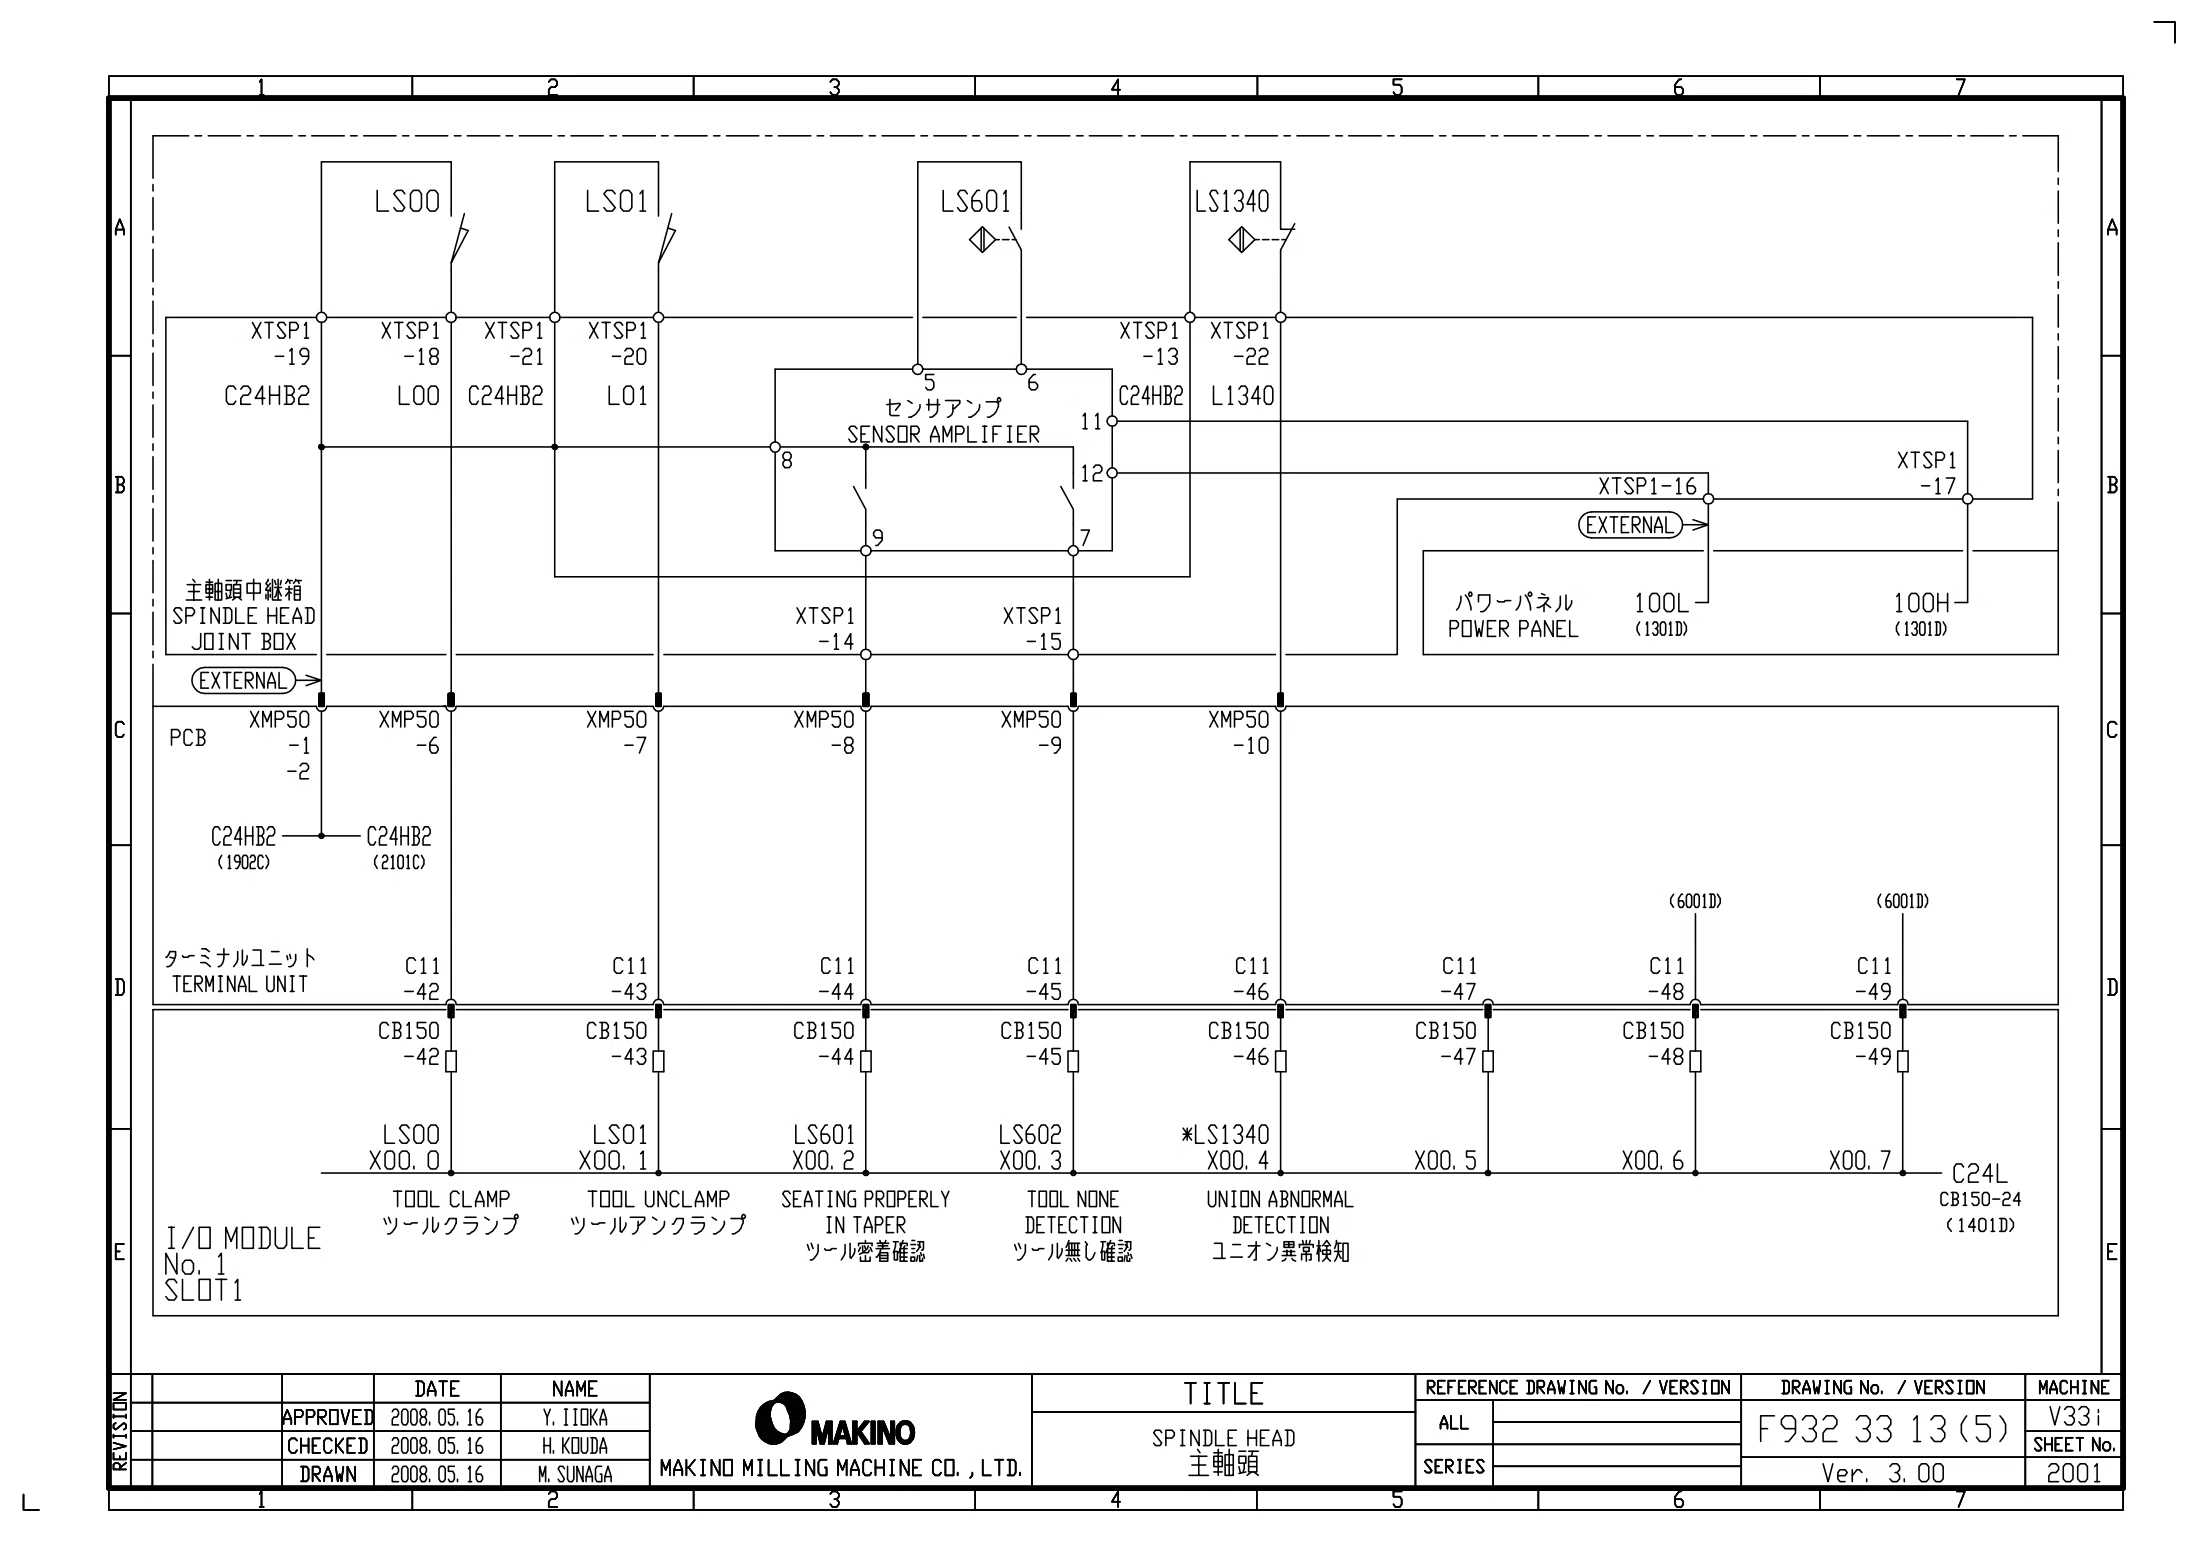 1 2 3 4 5 6 7
A A
LS00 LS01 LS601 LS1340
XTSP1 XTSP1 XTSP1 XTSP1 XTSP1 XTSP1
-19 -18 -21 -20 -13 -22
5 6
C24HB2 L00 C24HB2 L01 C24HB2 L1340
センサアンプ
11
SENSOR AMPLIFIER
8 12 XTSP1
B XTSP1-16 -17 B
EXTERNAL
9 7
主軸頭中継箱
SPINDLE HEAD
JOINT BOX
XTSP1 XTSP1
-14 -15
パワーパネル 100L 100H
POWER PANEL (1301D) (1301D)
EXTERNAL
C C
XMP50 XMP50 XMP50 XMP50 XMP50 XMP50
PCB
-1 -6 -7 -8 -9 -10
-2
C24HB2 C24HB2
(1902C) (2101C)
(6001D) (6001D)
ターミナルユニット
TERMINAL UNIT
C11 C11 C11 C11 C11 C11 C11 C11
D -42 -43 -44 -45 -46 -47 -48 -49 D
CB150 CB150 CB150 CB150 CB150 CB150 CB150 CB150
-42 -43 -44 -45 -46 -47 -48 -49
LS00 LS01 LS601 LS602 *LS1340
X00.0 X00.1 X00.2 X00.3 X00.4 X00.5 X00.6 X00.7
C24L
CB150-24
(1401D)
TOOL CLAMP
ツールクランプ
TOOL UNCLAMP
ツールアンクランプ
SEATING PROPERLY
IN TAPER
ツール密着確認
TOOL NONE
DETECTION
ツール無し確認
UNION ABNORMAL
DETECTION
ユニオン異常検知
E E
I/O MODULE
No. 1
SLOT1
REVISION
DATE NAME
APPROVED 2008.05.16 Y. IIOKA
CHECKED 2008.05.16 H. KOUDA
DRAWN 2008.05.16 M. SUNAGA
MAKINO
MAKINO MILLING MACHINE CO.,LTD.
TITLE
SPINDLE HEAD
主軸頭
REFERENCE DRAWING No. / VERSION
ALL
SERIES
DRAWING No. / VERSION
F932 33 13(5)
Ver. 3.00
MACHINE
V33i
SHEET No.
2001
1 2 3 4 5 6 7